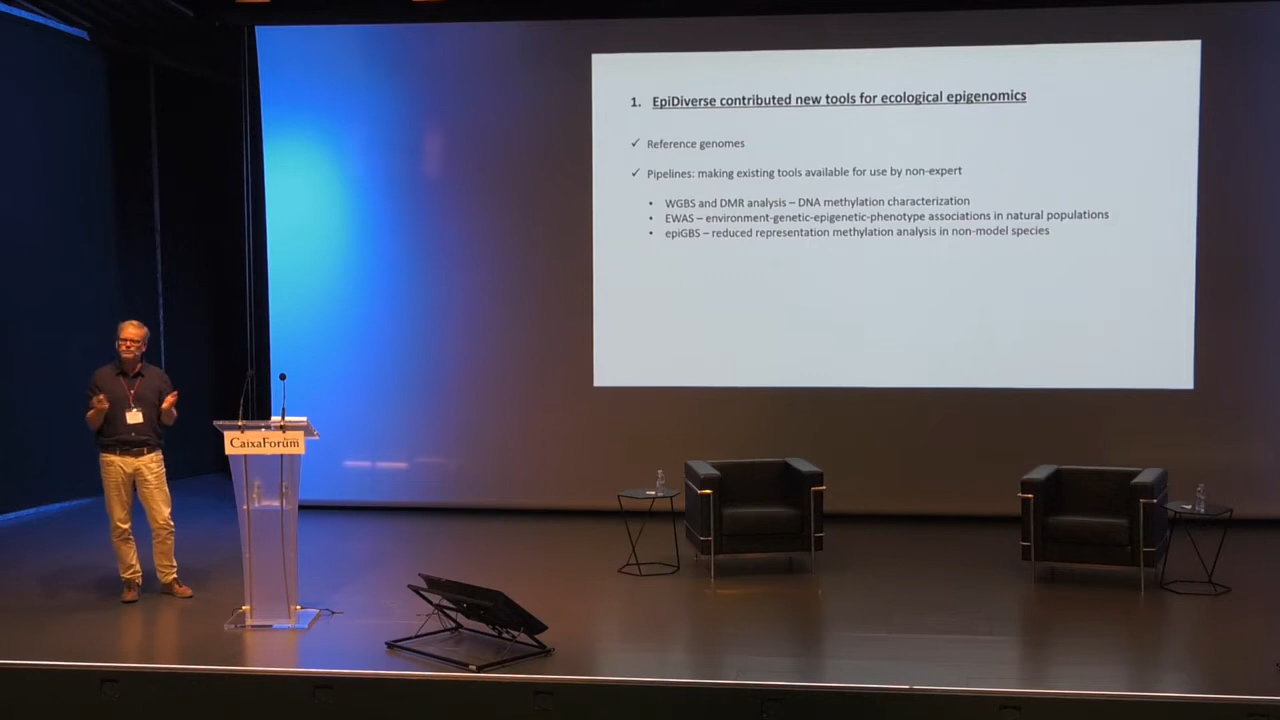 1. EpiDiverse contributed new tools for ecological epigenomics
✓ Reference genomes
✓ Pipelines: making existing tools available for use by non-expert
• WGBS and DMR analysis – DNA methylation characterization
• EWAS – environment-genetic-epigenetic-phenotype associations in natural populations
• epiGBS – reduced representation methylation analysis in non-model species
CaixaForum